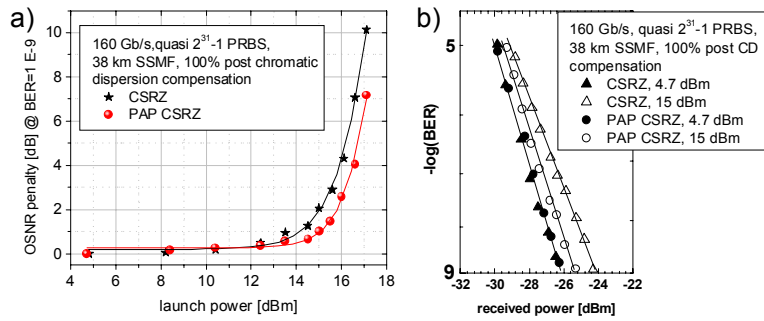 a)
160 Gb/s,quasi 2³¹-1 PRBS,
38 km SSMF, 100% post chromatic
dispersion compensation
CSRZ
PAP CSRZ
OSNR penalty [dB] @ BER=1 E-9
10
8
6
4
2
0
4
6
8
10
12
14
16
18
launch power [dBm]
b)
160 Gb/s, quasi 2³¹-1 PRBS,
38 km SSMF, 100% post CD
compensation
CSRZ, 4.7 dBm
CSRZ, 15 dBm
PAP CSRZ, 4.7 dBm
PAP CSRZ, 15 dBm
-log(BER)
5
9
-32
-30
-28
-26
-24
-22
received power [dBm]